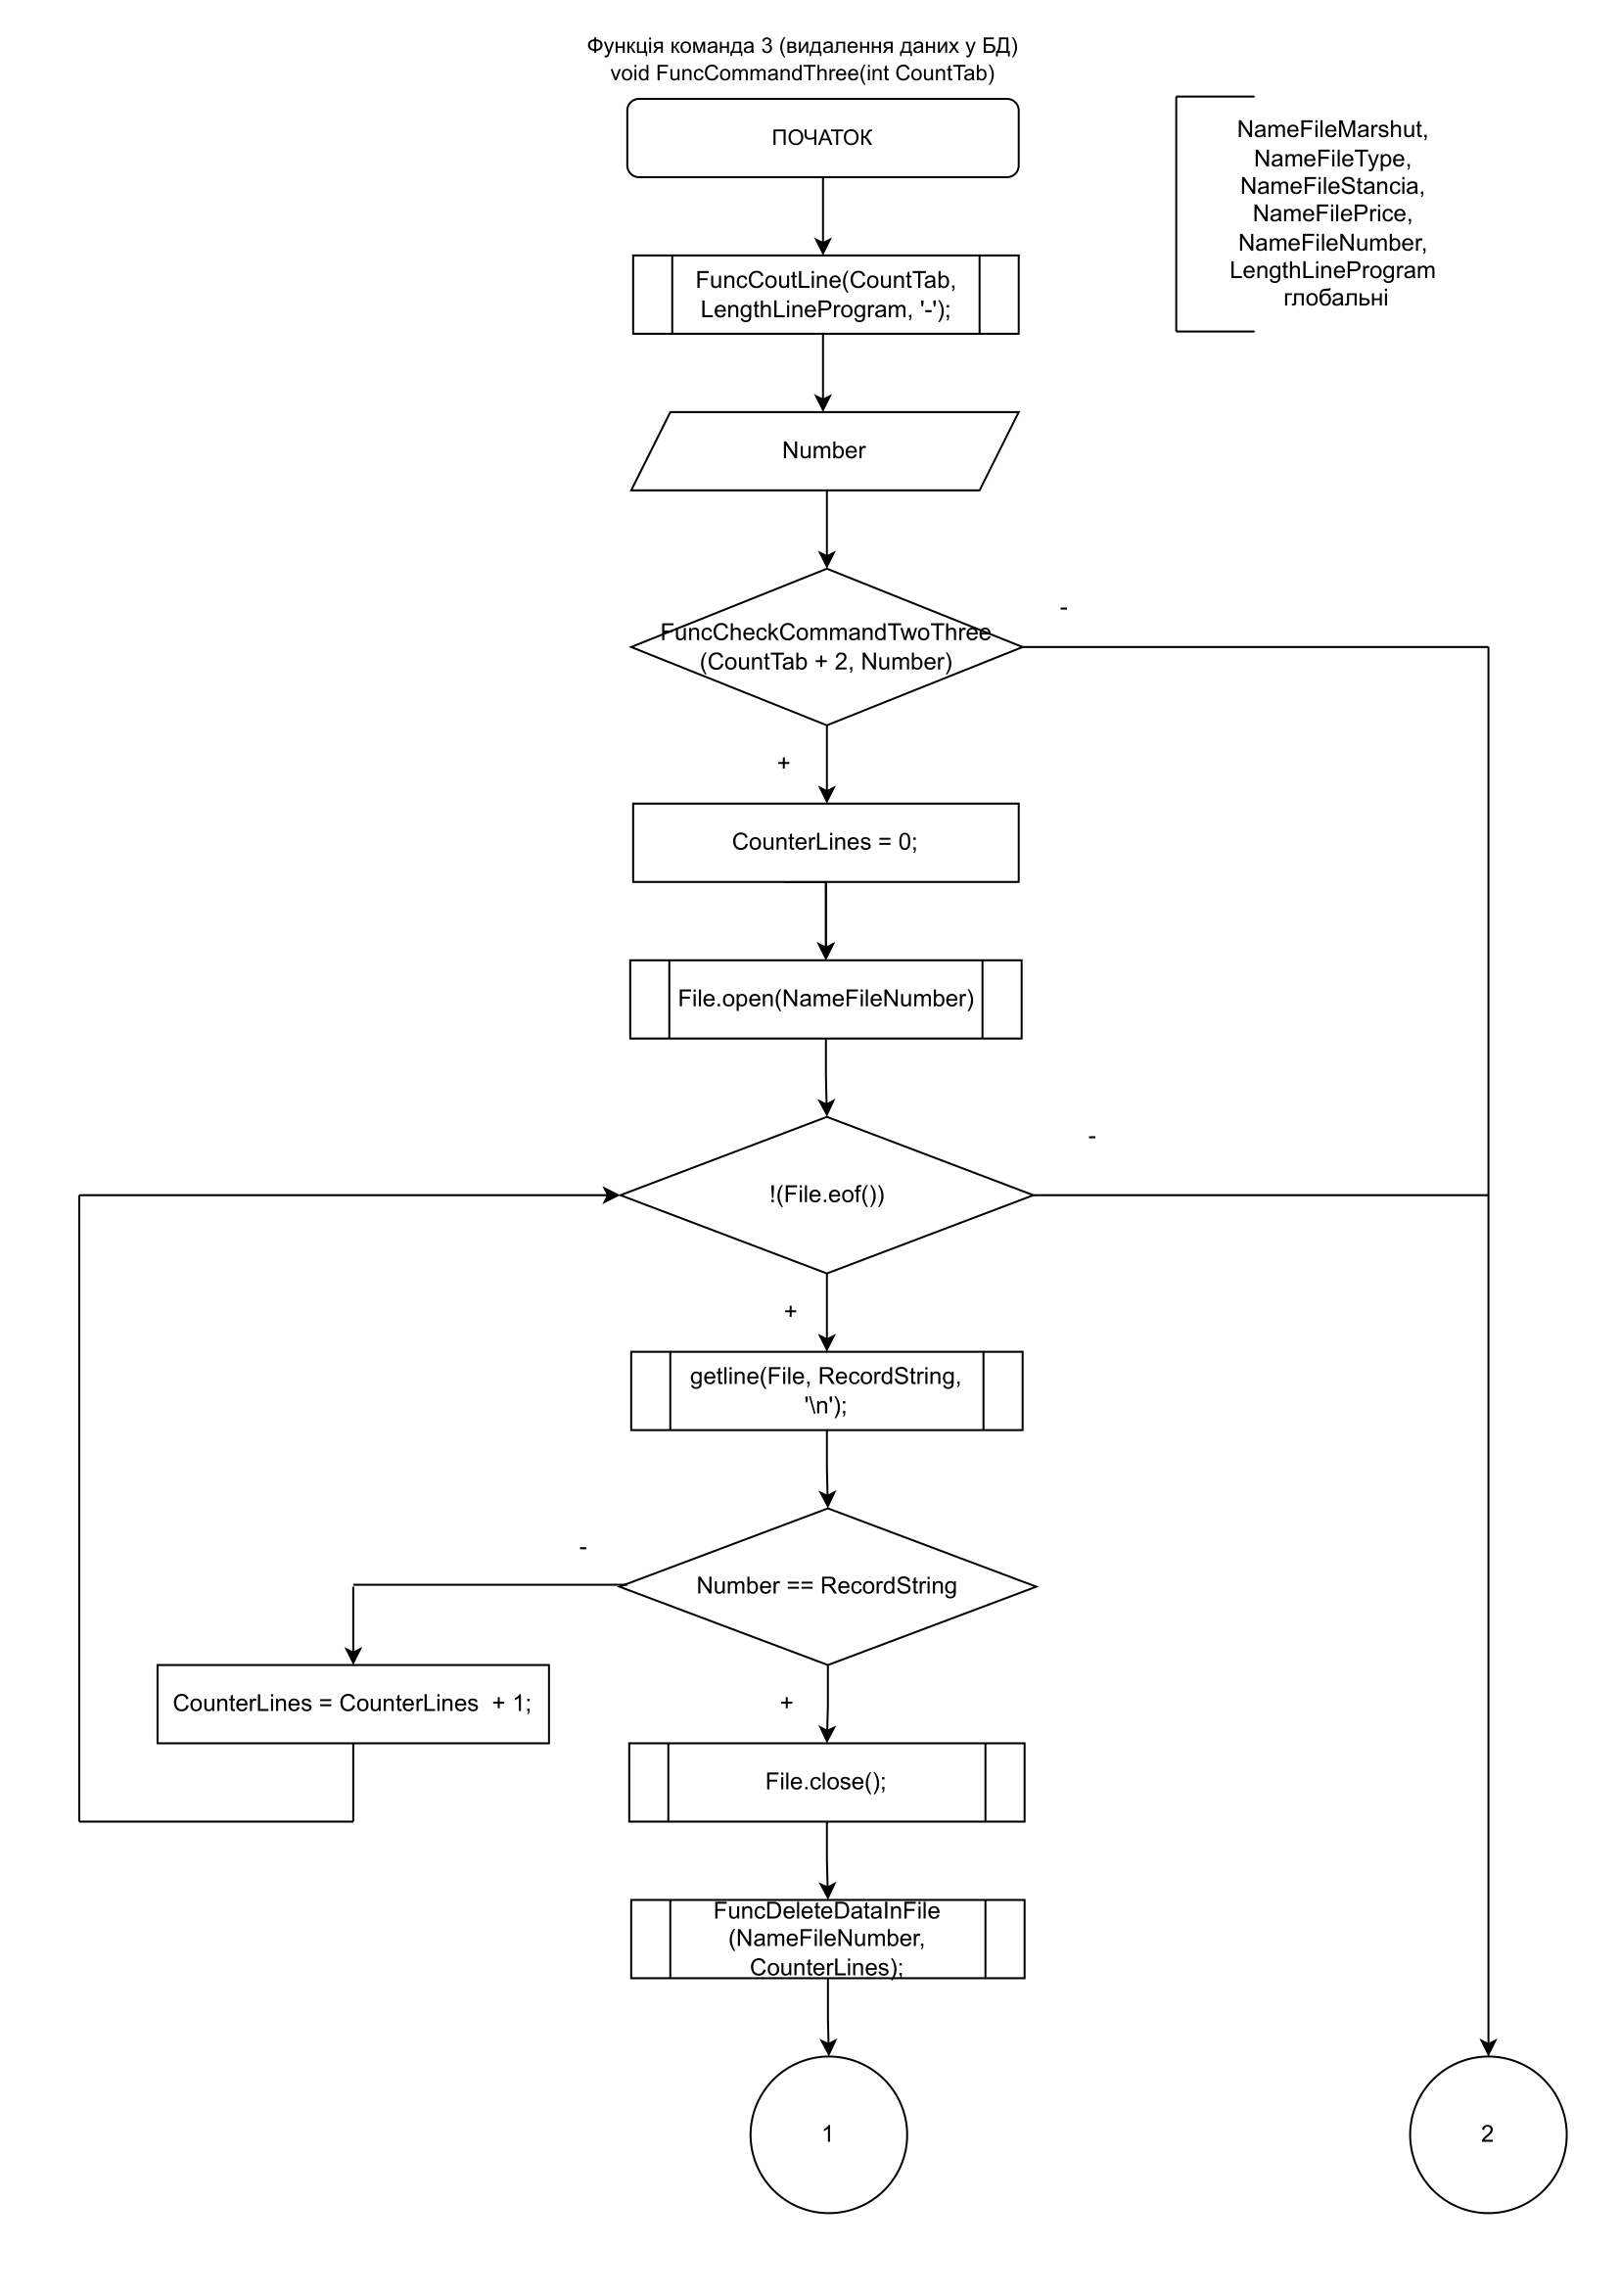 Функція команда 3 (видалення даних у БД)
void FuncCommandThree(int CountTab)
ПОЧАТОК
NameFileMarshut,
NameFileType,
NameFileStancia,
NameFilePrice,
NameFileNumber,
LengthLineProgram
глобальні
FuncCoutLine(CountTab,
LengthLineProgram, '-');
Number
FuncCheckCommandTwoThree
(CountTab + 2, Number)
-
+
CounterLines = 0;
File.open(NameFileNumber)
!(File.eof())
-
+
getline(File, RecordString,
'\n');
Number == RecordString
-
+
CounterLines = CounterLines  + 1;
File.close();
FuncDeleteDataInFile
(NameFileNumber,
CounterLines);
1
2